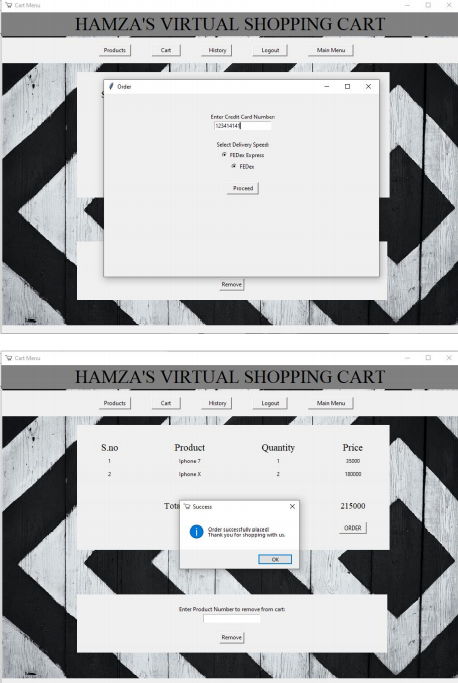 Cart Menu
HAMZA'S VIRTUAL SHOPPING CART
Products Cart History Logout Main Menu
Order
Enter Credit Card Number:
123414141
Select Delivery Speed:
FEDex Express
FEDex
Proceed
Remove
Cart Menu
HAMZA'S VIRTUAL SHOPPING CART
Products Cart History Logout Main Menu
S.no Product Quantity Price
1 Iphone 7 1 35000
2 Iphone X 2 180000
215000
Success
Order successfully placed!
Thank you for shopping with us.
OK
ORDER
Enter Product Number to remove from cart:
Remove